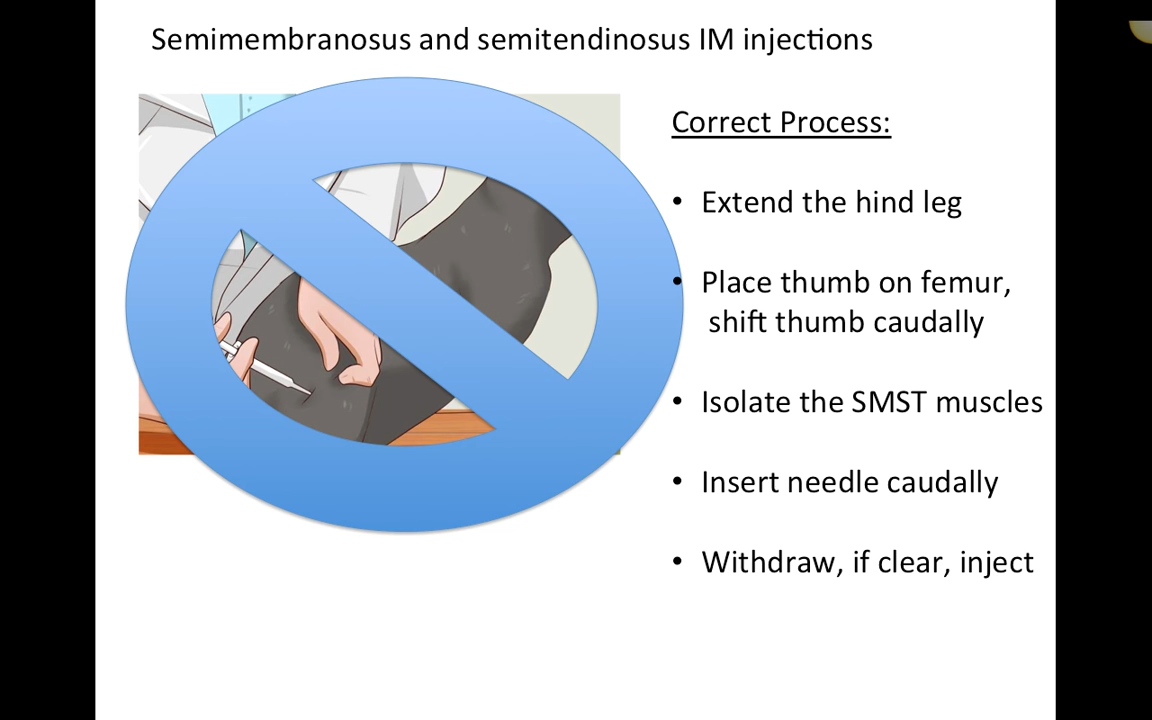 Semimembranosus and semitendinosus IM injections
Correct Process:
• Extend the hind leg
• Place thumb on femur,
shift thumb caudally
• Isolate the SMST muscles
• Insert needle caudally
• Withdraw, if clear, inject